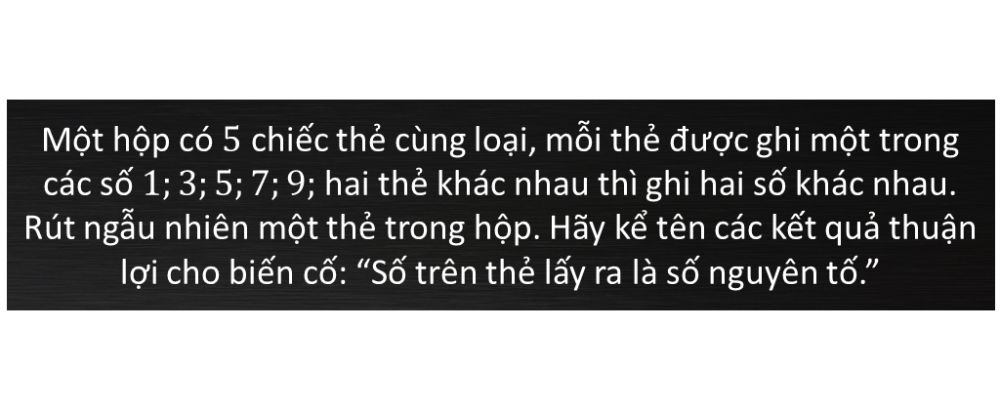 Một hộp có 5 chiếc thẻ cùng loại, mỗi thẻ được ghi một trong
các số 1; 3; 5; 7; 9; hai thẻ khác nhau thì ghi hai số khác nhau.
Rút ngẫu nhiên một thẻ trong hộp. Hãy kể tên các kết quả thuận
lợi cho biến cố: “Số trên thẻ lấy ra là số nguyên tố.”